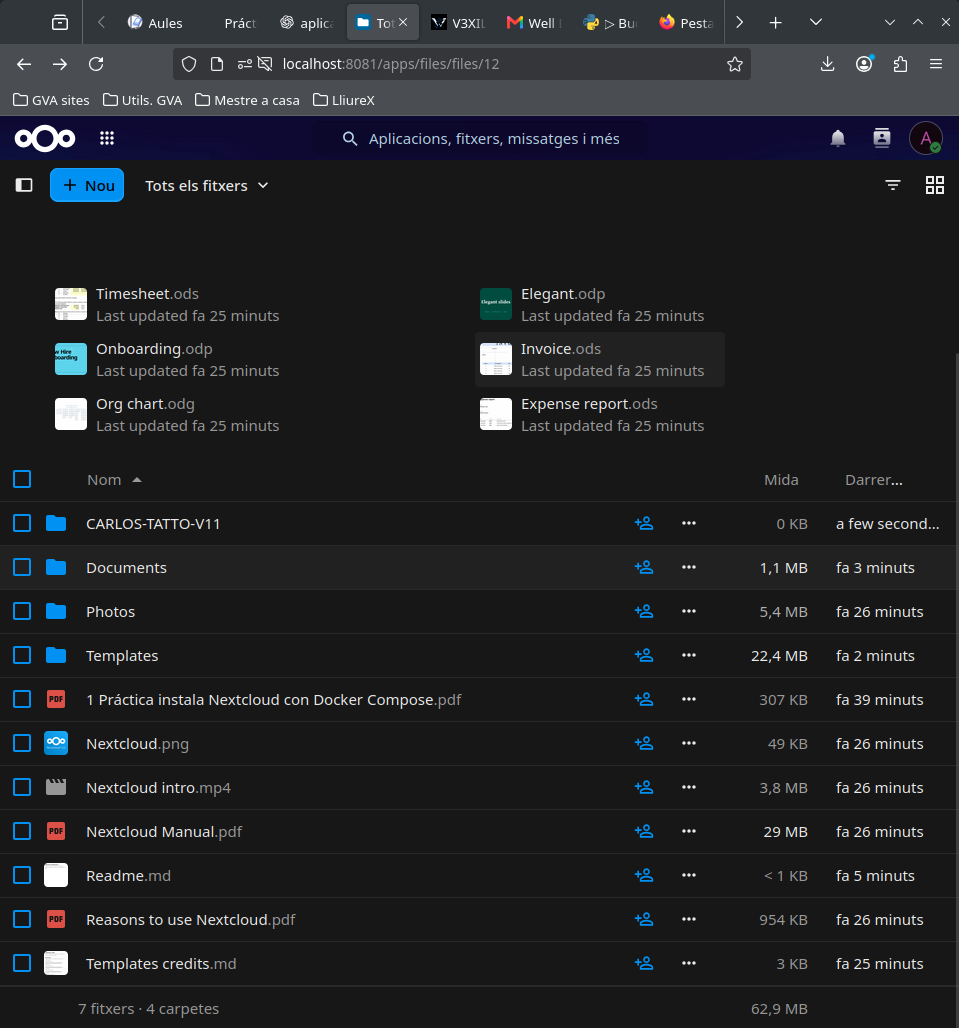 Aules Práct aplica Tot V3XIL Well Bu Pesta
localhost:8081/apps/files/files/12
GVA sites Utils. GVA Mestre a casa LliureX
Aplicacions, fitxers, missatges i més A
+ Nou Tots els fitxers
Timesheet.ods
Last updated fa 25 minuts
Elegant slides
Elegant.odp
Last updated fa 25 minuts
Onboarding.odp
Last updated fa 25 minuts
Invoice.ods
Last updated fa 25 minuts
Org chart.odg
Last updated fa 25 minuts
Expense report.ods
Last updated fa 25 minuts
Nom Mida Darrer...
CARLOS-TATTO-V11 0 KB a few second...
Documents 1,1 MB fa 3 minuts
Photos 5,4 MB fa 26 minuts
Templates 22,4 MB fa 2 minuts
PDF 1 Práctica instala Nextcloud con Docker Compose.pdf 307 KB fa 39 minuts
Nextcloud.png 49 KB fa 26 minuts
Nextcloud intro.mp4 3,8 MB fa 26 minuts
PDF Nextcloud Manual.pdf 29 MB fa 26 minuts
Readme.md < 1 KB fa 5 minuts
PDF Reasons to use Nextcloud.pdf 954 KB fa 26 minuts
Templates credits.md 3 KB fa 25 minuts
7 fitxers · 4 carpetes 62,9 MB